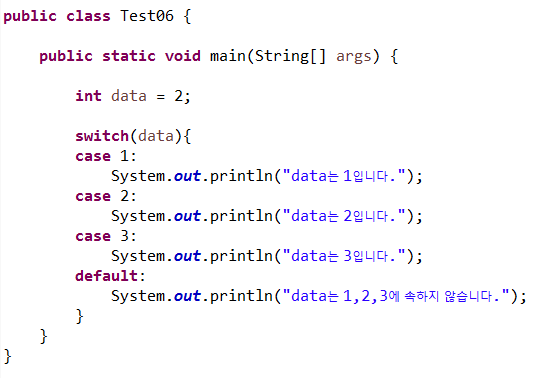 public class Test06 {
public static void main(String[] args) {
int data = 2;
switch(data){
case 1:
System.out.println("data는 1입니다.");
case 2:
System.out.println("data는 2입니다.");
case 3:
System.out.println("data는 3입니다.");
default:
System.out.println("data는 1,2,3에 속하지 않습니다.");
}
}
}